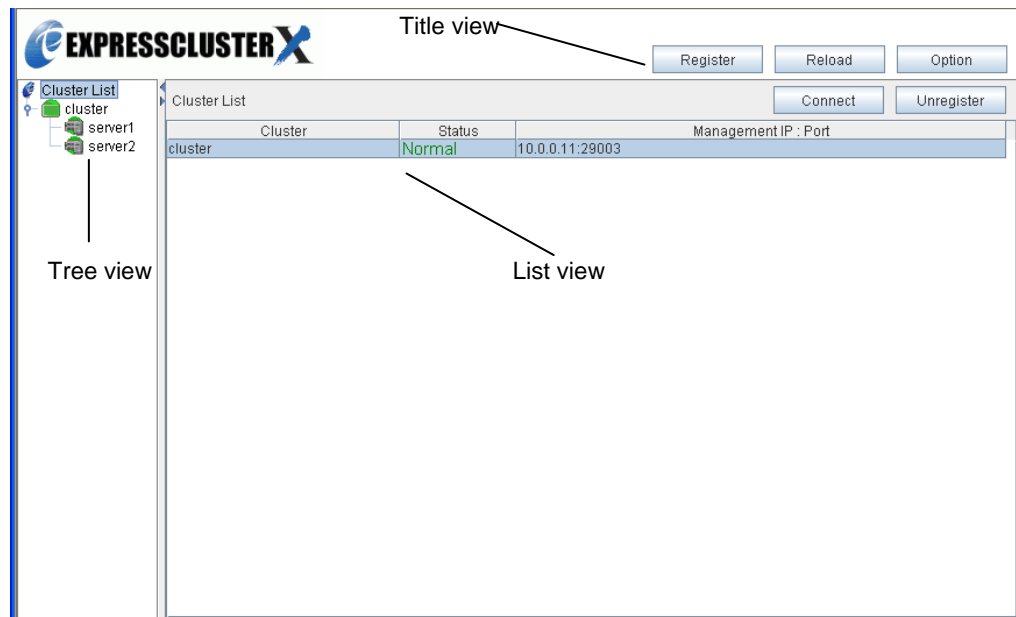 Title view
EXPRESSCLUSTER X
Register Reload Option
Cluster List
cluster
server1
server2
Tree view
Cluster List Connect Unregister
Cluster Status Management IP : Port
cluster Normal 10.0.0.11:29003
List view